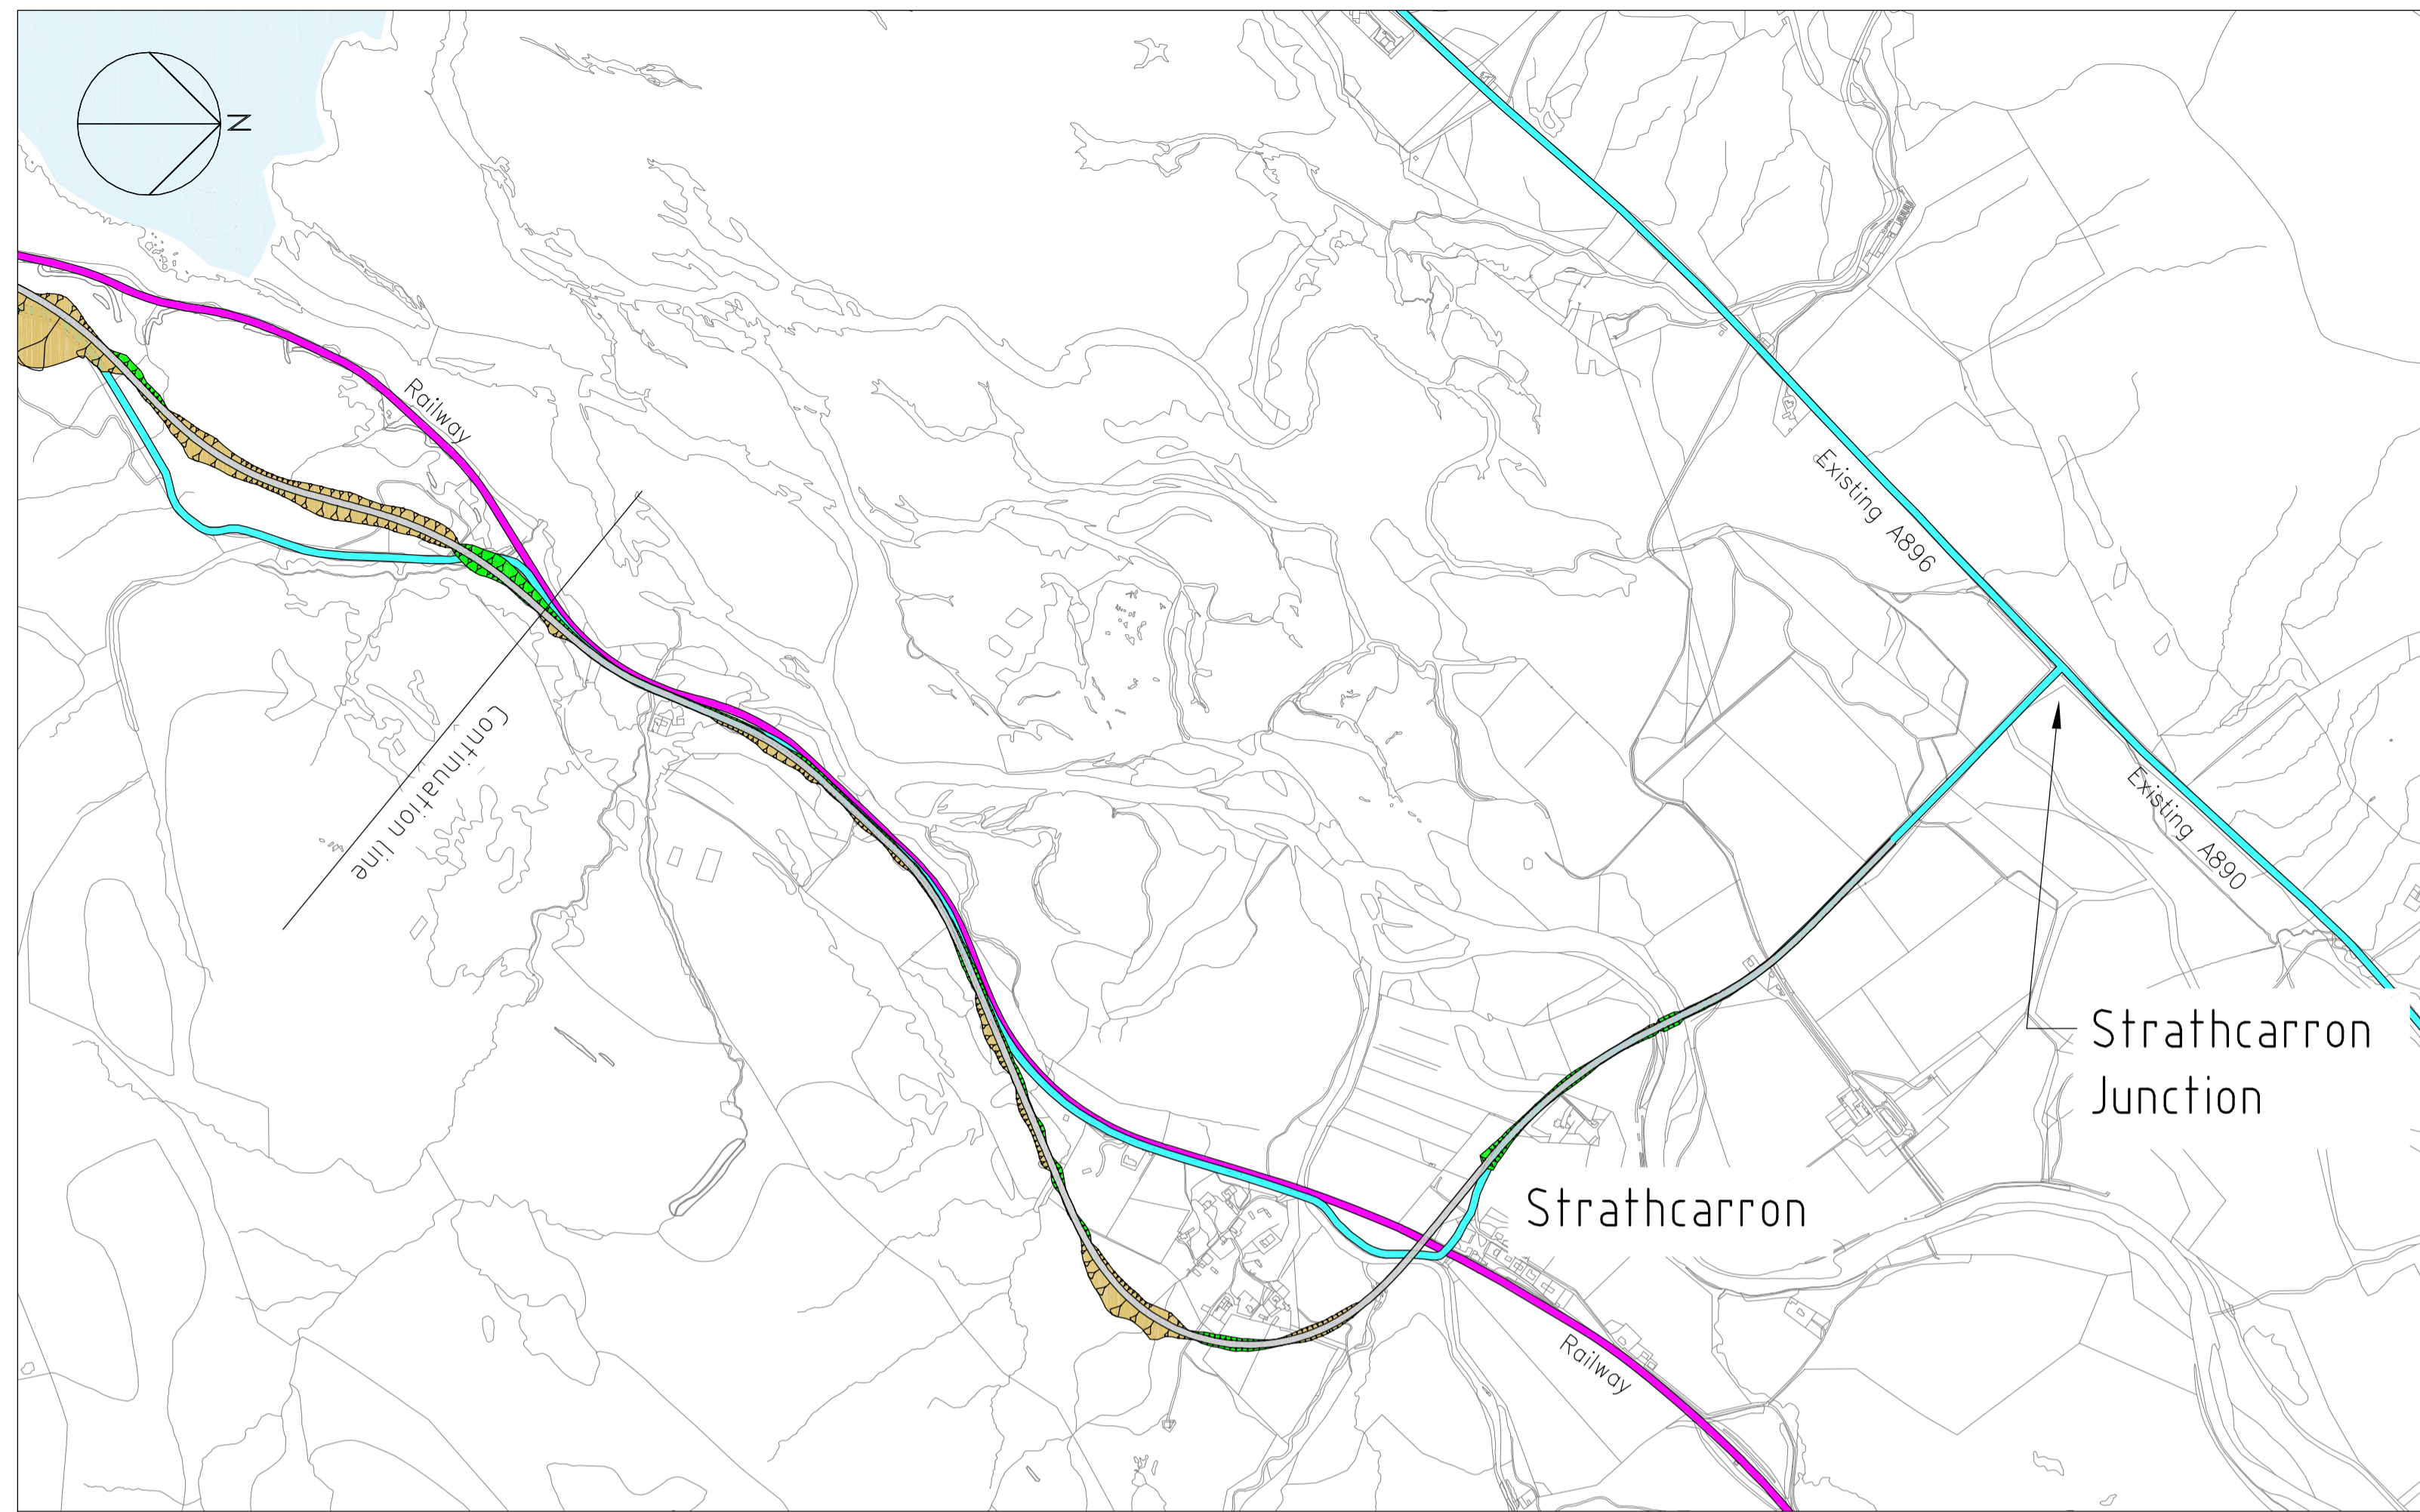 N
Railway
Existing A896
Continuation line
Existing A890
Strathcarron
Junction
Strathcarron
Railway